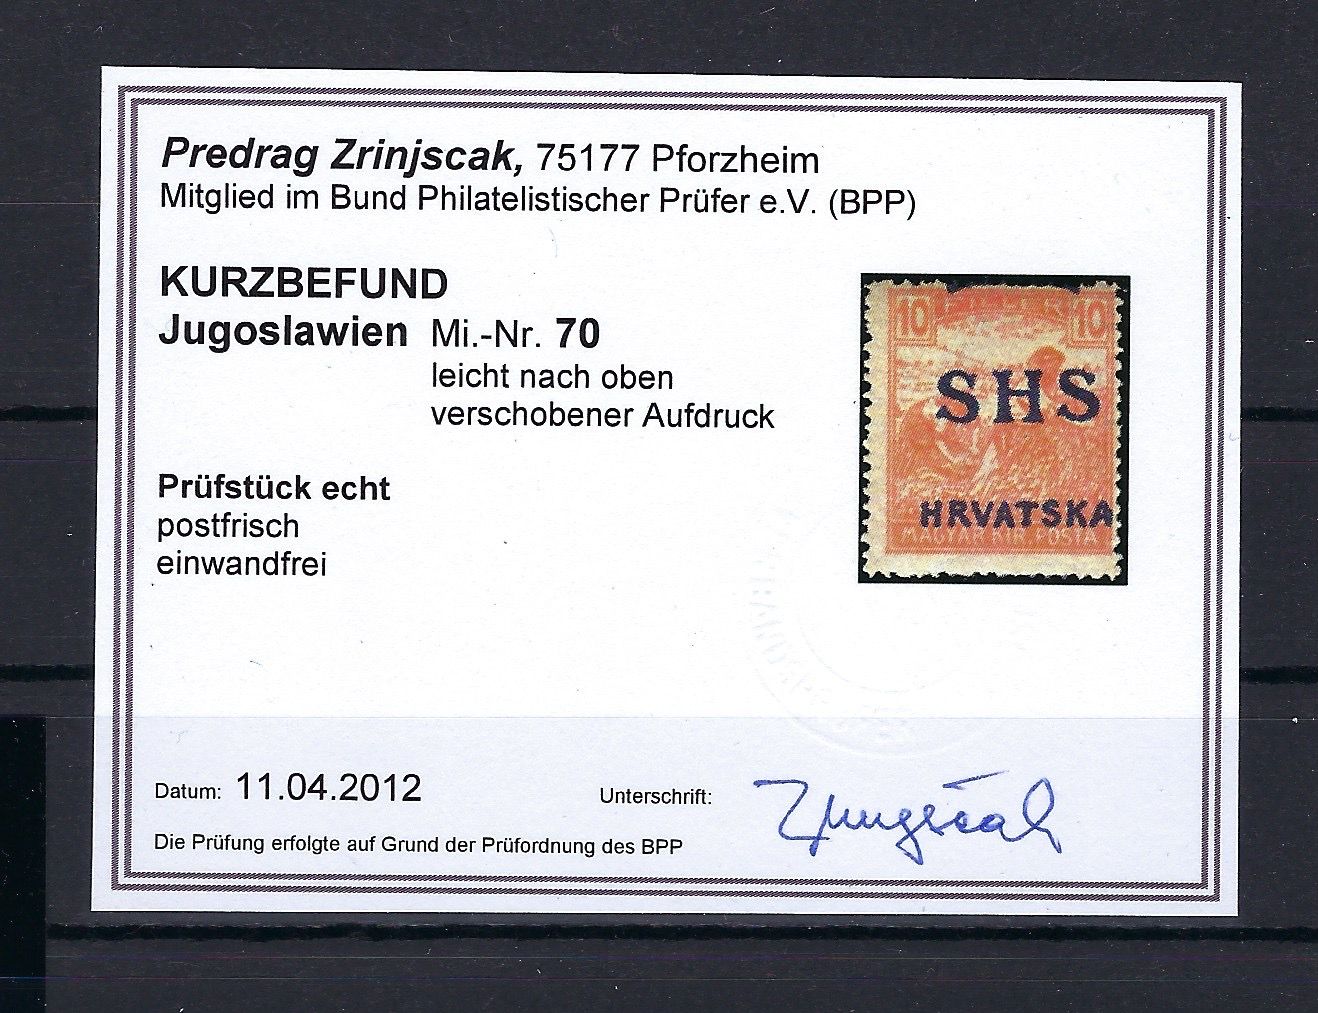 Predrag Zrinjscak, 75177 Pforzheim
Mitglied im Bund Philatelistischer Prüfer e.V. (BPP)
KURZBEFUND
Jugoslawien Mi.-Nr. 70
leicht nach oben
verschobener Aufdruck
10 10
SHS
HRVATSKA
MAGYAR KIR. POSTA
Prüfstück echt
postfrisch
einwandfrei
Datum: 11.04.2012
Unterschrift:
Die Prüfung erfolgte auf Grund der Prüfordnung des BPP